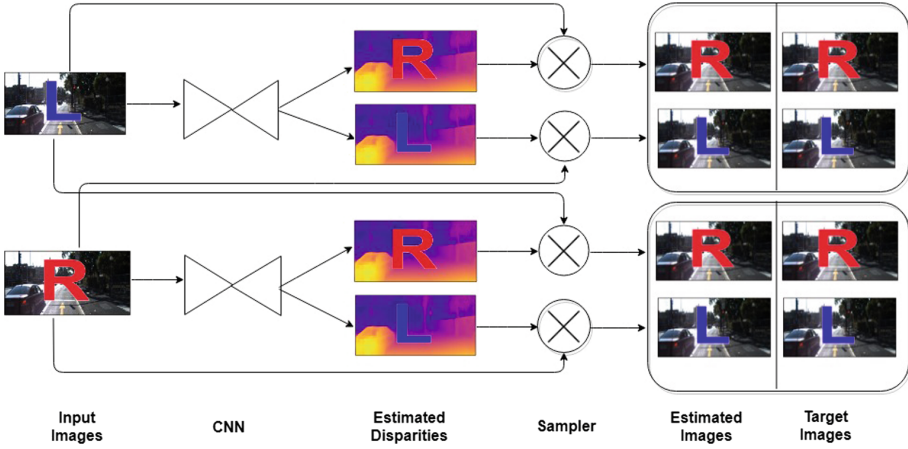 R
R
R
L
L
L
L
R
R
R
R
L
L
L
Input
Images
CNN
Estimated
Disparities
Sampler
Estimated
Images
Target
Images